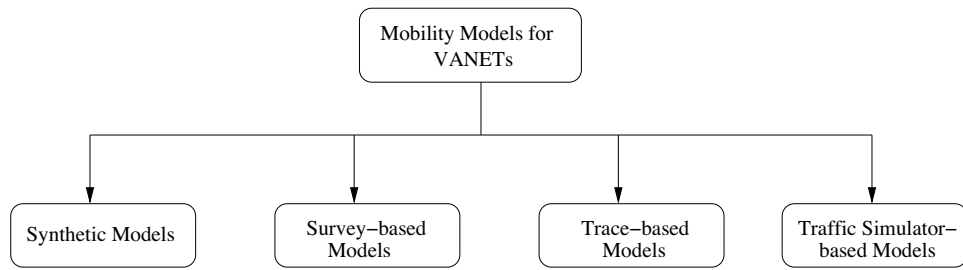 Mobility Models for
VANETs
Synthetic Models
Survey−based
Models
Trace−based
Models
Traffic Simulator−
based Models